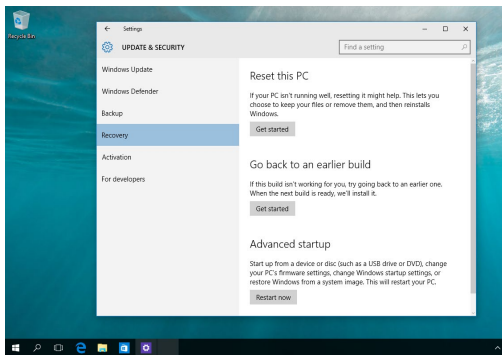 Recycle Bin
Settings
UPDATE & SECURITY
Find a setting
Windows Update
Windows Defender
Backup
Recovery
Activation
For developers
Reset this PC
If your PC isn't running well, resetting it might help. This lets you
choose to keep your files or remove them, and then reinstalls
Windows.
Get started
Go back to an earlier build
If this build isn't working for you, try going back to an earlier one.
When the next build is ready, we'll install it.
Get started
Advanced startup
Start up from a device or disc (such as a USB drive or DVD), change
your PC's firmware settings, change Windows startup settings, or
restore Windows from a system image. This will restart your PC.
Restart now